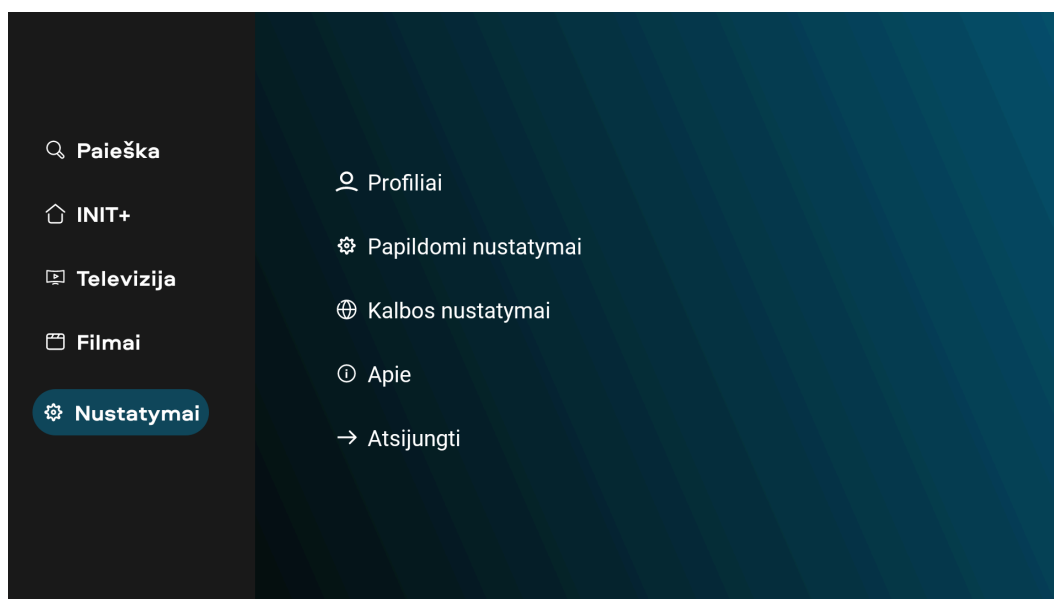 Paieška
INIT+
Televizija
Filmai
Nustatymai
Profiliai
Papildomi nustatymai
Kalbos nustatymai
Apie
Atsijungti